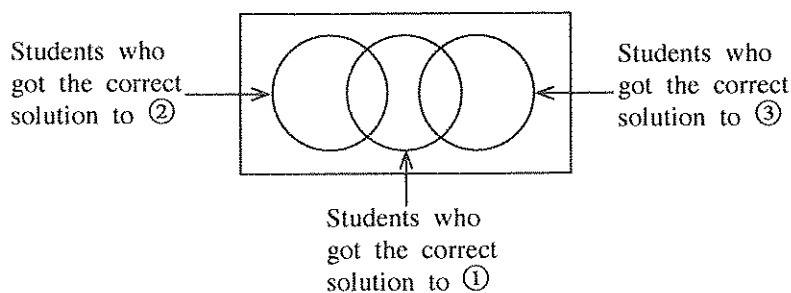 Students who
got the correct
solution to ②
Students who
got the correct
solution to ③
Students who
got the correct
solution to ①